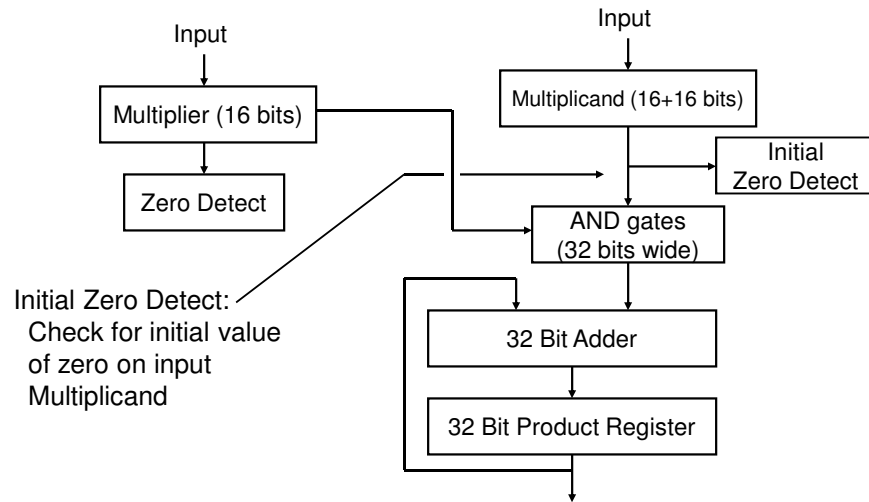 Input
Input
Multiplier (16 bits)
Multiplicand (16+16 bits)
Initial
Zero Detect
Zero Detect
AND gates
(32 bits wide)
Initial Zero Detect:
Check for initial value
of zero on input
Multiplicand
32 Bit Adder
32 Bit Product Register